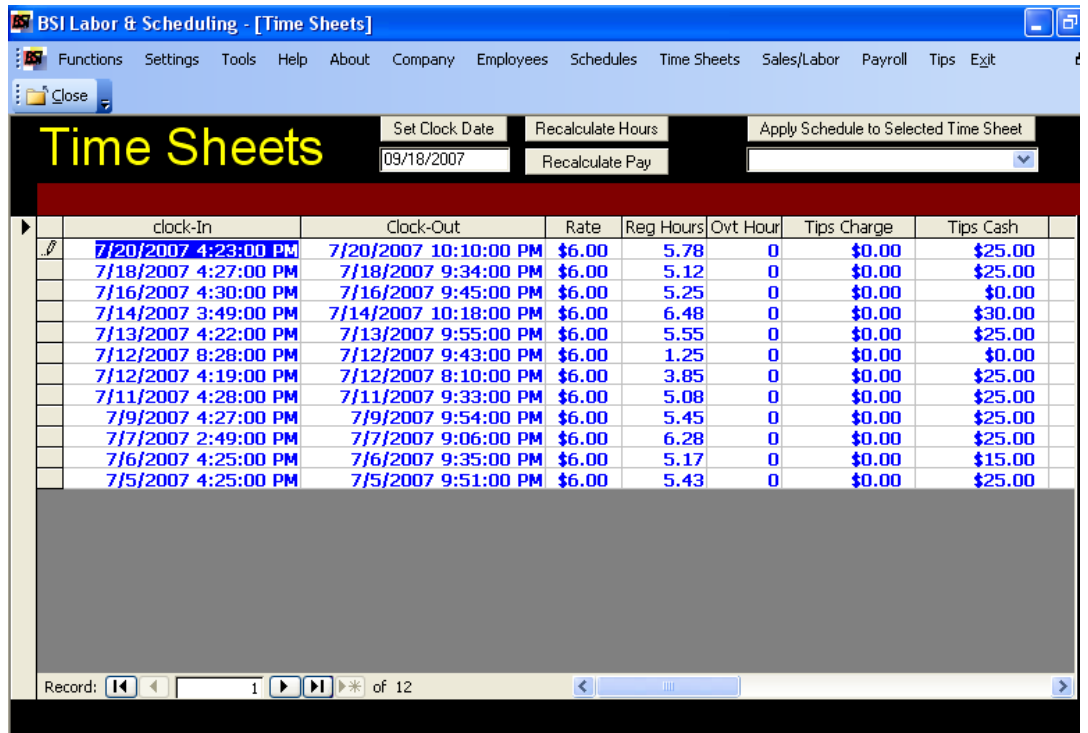 BSI BSI Labor & Scheduling - [Time Sheets]
BSI Functions Settings Tools Help About Company Employees Schedules Time Sheets Sales/Labor Payroll Tips Exit
Close
Time Sheets
Set Clock Date Recalculate Hours Apply Schedule to Selected Time Sheet
09/18/2007 Recalculate Pay
clock-In Clock-Out Rate Reg Hours Ovt Hour Tips Charge Tips Cash
7/20/2007 4:23:00 PM 7/20/2007 10:10:00 PM $6.00 5.78 0 $0.00 $25.00
7/18/2007 4:27:00 PM 7/18/2007 9:34:00 PM $6.00 5.12 0 $0.00 $25.00
7/16/2007 4:30:00 PM 7/16/2007 9:45:00 PM $6.00 5.25 0 $0.00 $0.00
7/14/2007 3:49:00 PM 7/14/2007 10:18:00 PM $6.00 6.48 0 $0.00 $30.00
7/13/2007 4:22:00 PM 7/13/2007 9:55:00 PM $6.00 5.55 0 $0.00 $25.00
7/12/2007 8:28:00 PM 7/12/2007 9:43:00 PM $6.00 1.25 0 $0.00 $0.00
7/12/2007 4:19:00 PM 7/12/2007 8:10:00 PM $6.00 3.85 0 $0.00 $25.00
7/11/2007 4:28:00 PM 7/11/2007 9:33:00 PM $6.00 5.08 0 $0.00 $25.00
7/9/2007 4:27:00 PM 7/9/2007 9:54:00 PM $6.00 5.45 0 $0.00 $25.00
7/7/2007 2:49:00 PM 7/7/2007 9:06:00 PM $6.00 6.28 0 $0.00 $25.00
7/6/2007 4:25:00 PM 7/6/2007 9:35:00 PM $6.00 5.17 0 $0.00 $15.00
7/5/2007 4:25:00 PM 7/5/2007 9:51:00 PM $6.00 5.43 0 $0.00 $25.00
Record: 1 of 12